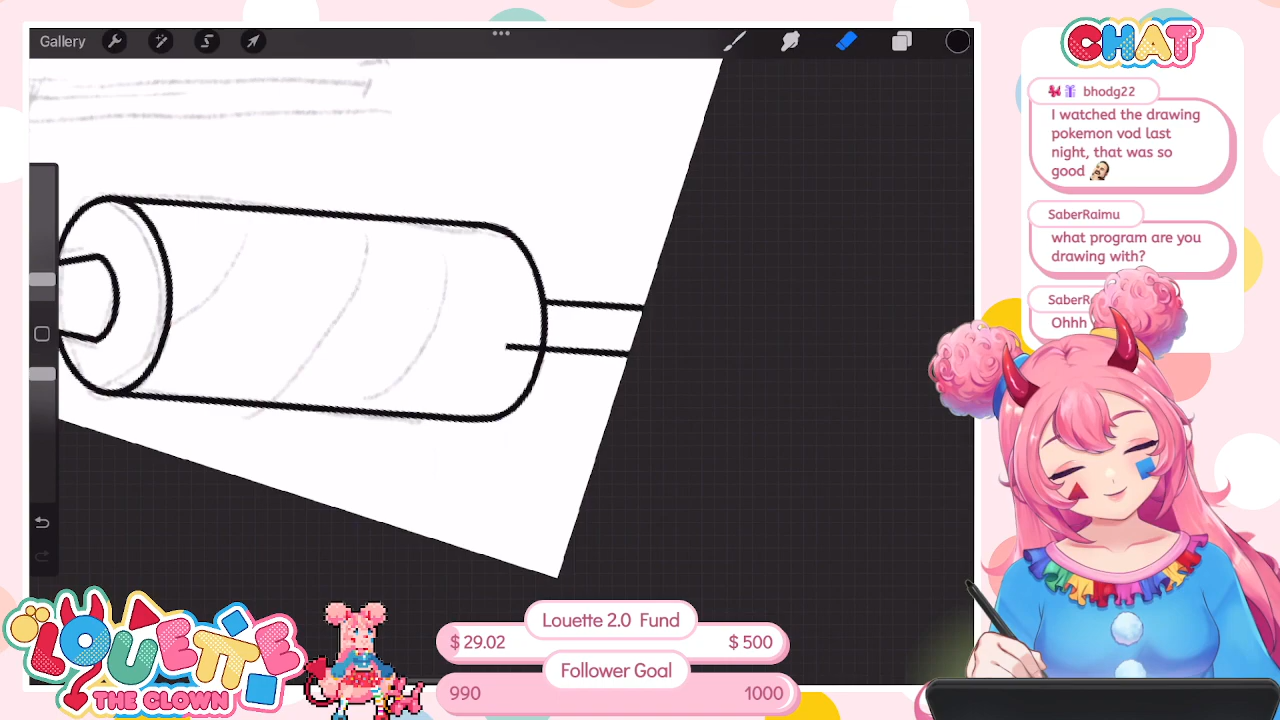 Gallery
CHAT
bhodg22
I watched the drawing
pokemon vod last
night, that was so
good
SaberRaimu
what program are you
drawing with?
SaberR
Ohhh
LOUETTE
THE CLOWN
Louette 2.0 Fund
$ 29.02
$ 500
Follower Goal
990
1000